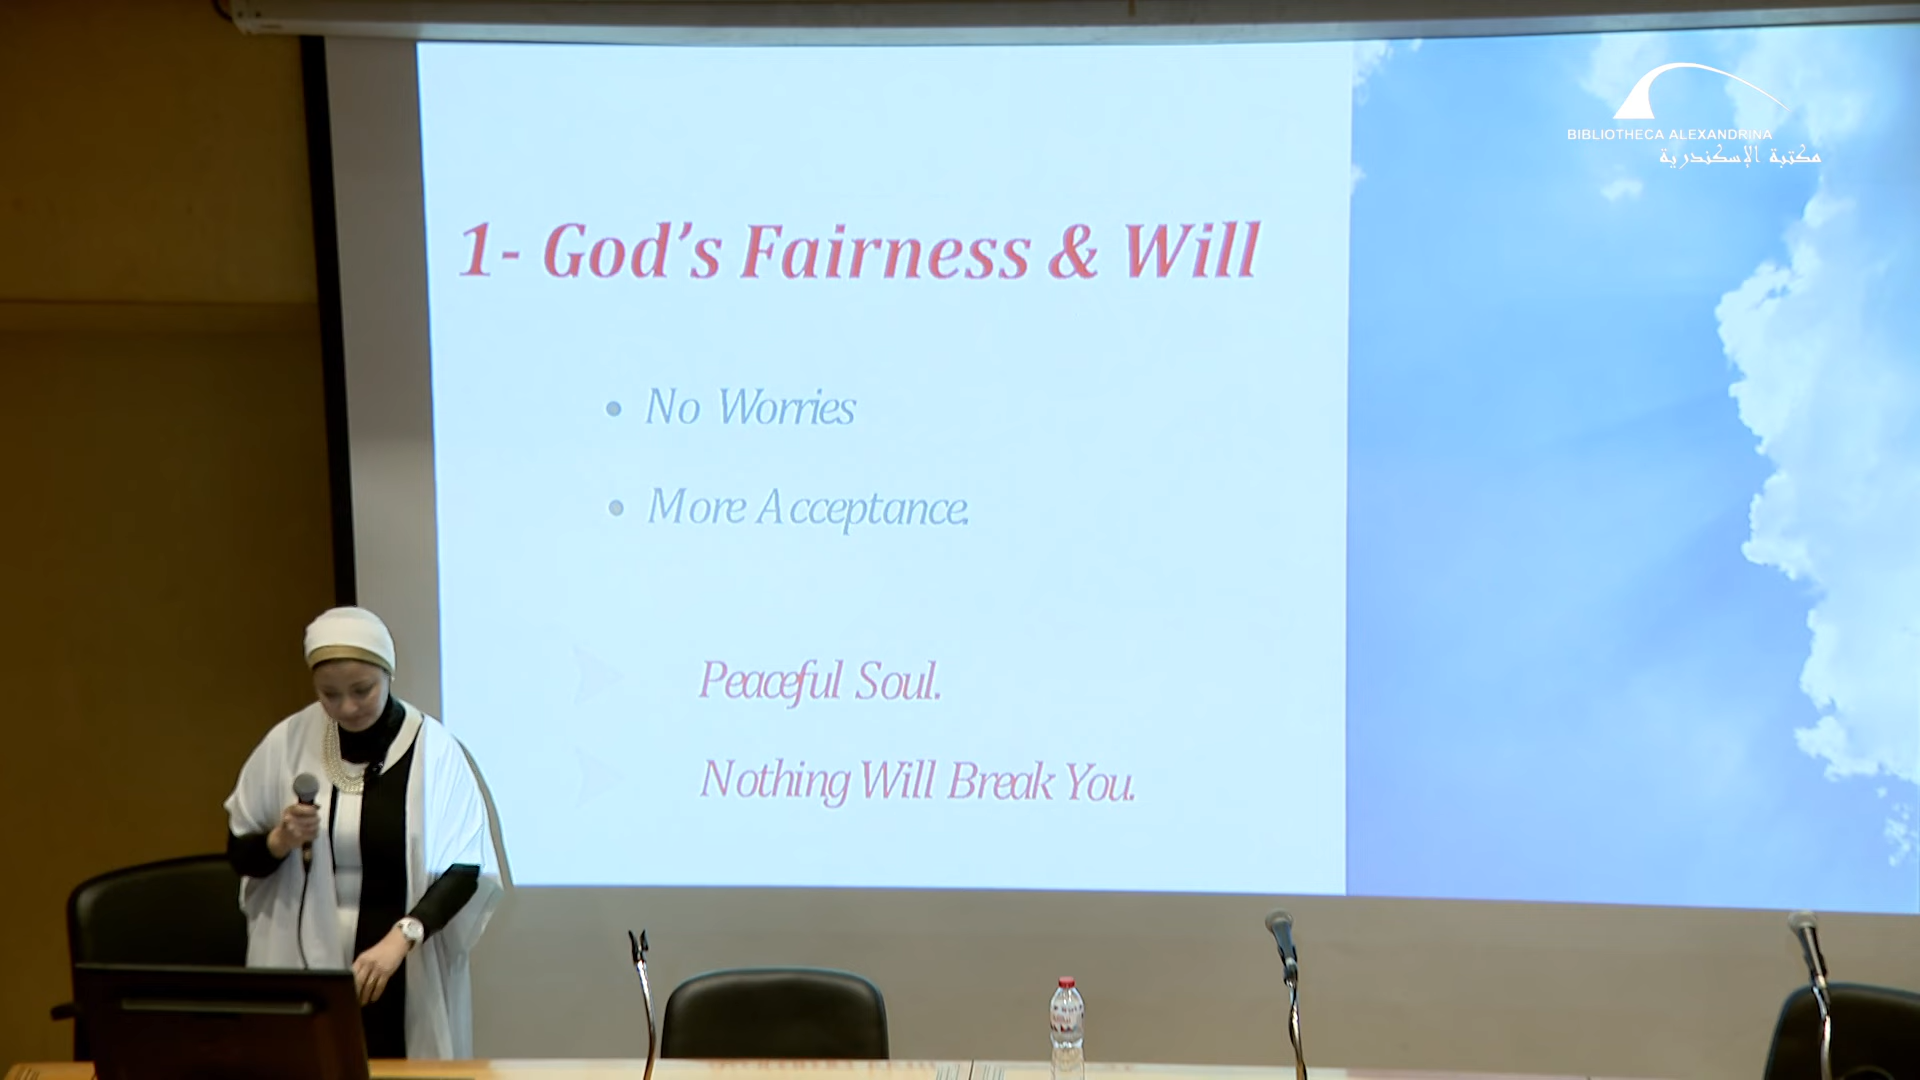 BIBLIOTHECA ALEXANDRINA
مكتبة الإسكندرية
1- God's Fairness & Will
• No Worries
• More Acceptance.
Peaceful Soul.
Nothing Will Break You.